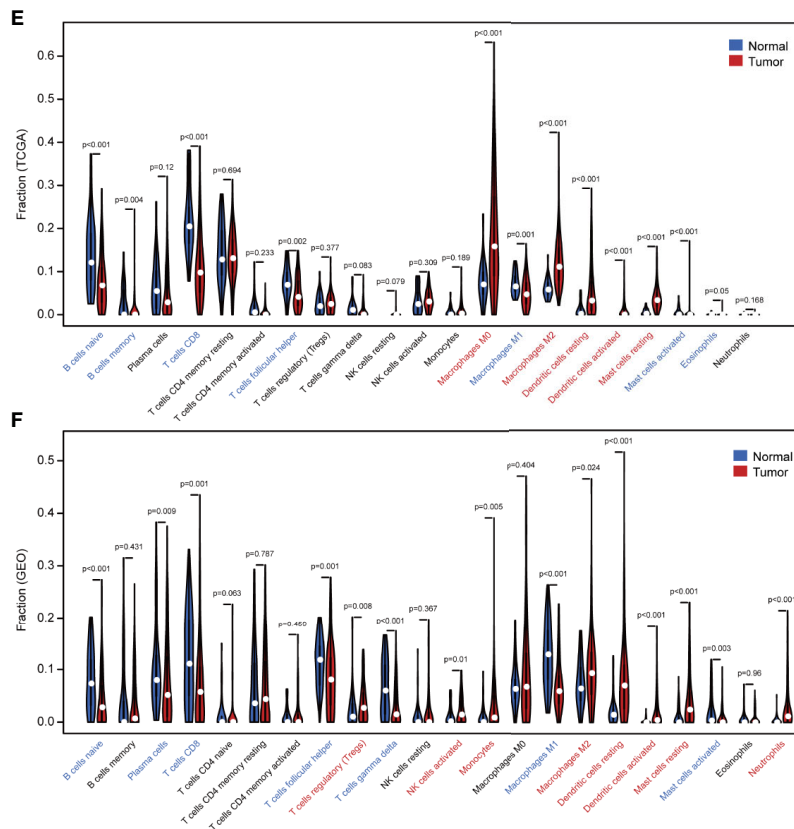 E
Fraction (TCGA)
0.6
0.5
0.4
0.3
0.2
0.1
0.0
Normal
Tumor
p<0.001
p=0.004
p=0.12
p<0.001
p=0.694
p=0.233
p=0.002
p=0.377
p=0.083
p=0.079
p=0.309
p=0.189
p<0.001
p=0.001
p<0.001
p<0.001
p<0.001
p<0.001
p<0.001
p=0.05
p=0.168
B cells naive
B cells memory
Plasma cells
T cells CD8
T cells CD4 memory resting
T cells CD4 memory activated
T cells follicular helper
T cells regulatory (Tregs)
T cells gamma delta
NK cells resting
NK cells activated
Monocytes
Macrophages M0
Macrophages M1
Macrophages M2
Dendritic cells resting
Dendritic cells activated
Mast cells resting
Mast cells activated
Eosinophils
Neutrophils
F
Fraction (GEO)
0.5
0.4
0.3
0.2
0.1
0.0
Normal
Tumor
p<0.001
p=0.431
p=0.009
p=0.001
p=0.063
p=0.787
p=0.460
p=0.001
p=0.008
p<0.001
p=0.367
p=0.01
p=0.005
p=0.404
p<0.001
p=0.024
p<0.001
p<0.001
p<0.001
p=0.003
p=0.96
p<0.001
B cells naive
B cells memory
Plasma cells
T cells CD8
T cells CD4 naive
T cells CD4 memory resting
T cells CD4 memory activated
T cells follicular helper
T cells regulatory (Tregs)
T cells gamma delta
NK cells resting
NK cells activated
Monocytes
Macrophages M0
Macrophages M1
Macrophages M2
Dendritic cells resting
Dendritic cells activated
Mast cells resting
Mast cells activated
Eosinophils
Neutrophils